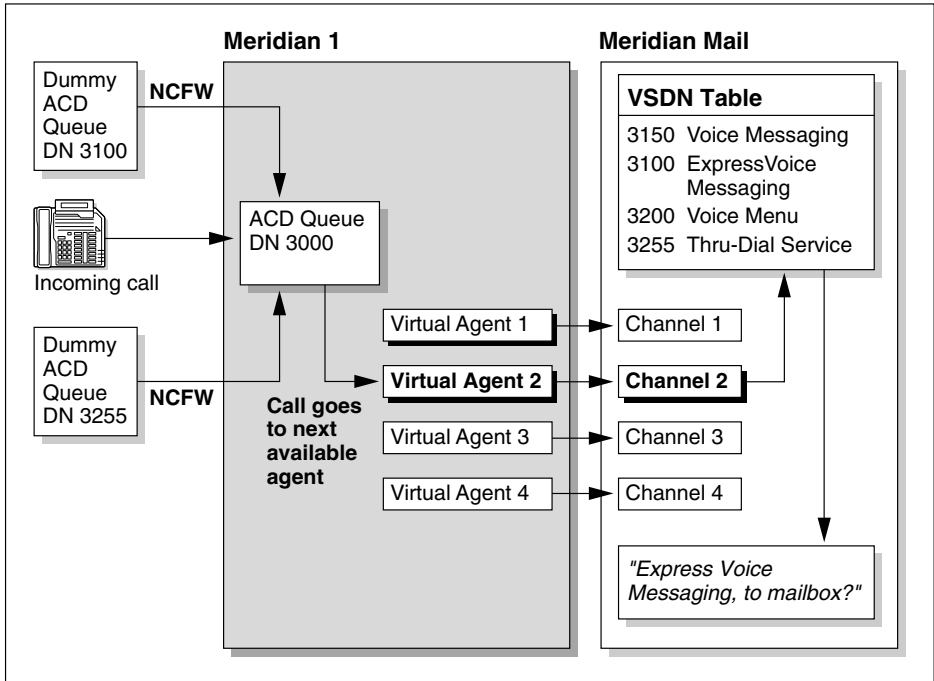 Meridian 1
Meridian Mail
Dummy
ACD
Queue
DN 3100
NCFW
Incoming call
Dummy
ACD
Queue
DN 3255
NCFW
ACD Queue
DN 3000
Call goes
to next
available
agent
Virtual Agent 1
Virtual Agent 2
Virtual Agent 3
Virtual Agent 4
VSDN Table
3150 Voice Messaging
3100 ExpressVoice
Messaging
3200 Voice Menu
3255 Thru-Dial Service
Channel 1
Channel 2
Channel 3
Channel 4
"Express Voice
Messaging, to mailbox?"